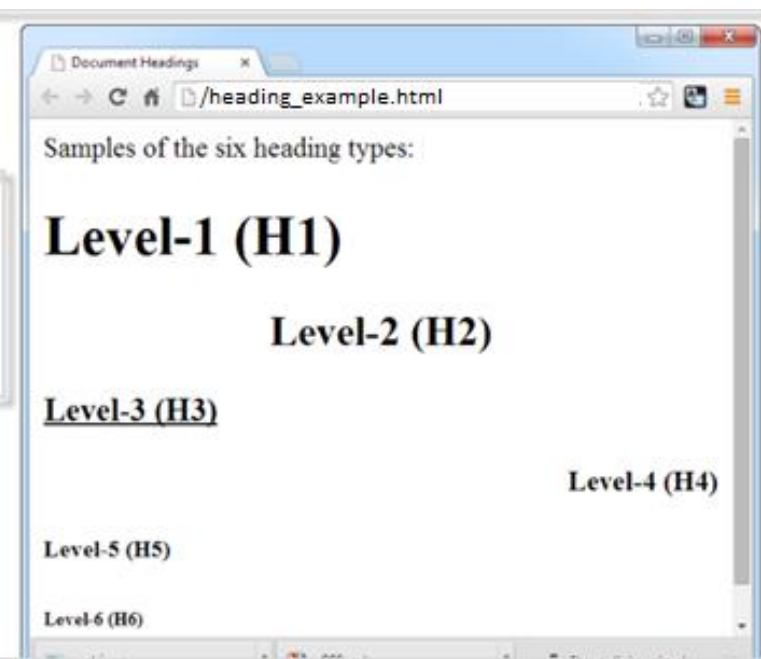 Document Headings
/heading_example.html
Samples of the six heading types:
Level-1 (H1)
Level-2 (H2)
Level-3 (H3)
Level-4 (H4)
Level-5 (H5)
Level-6 (H6)